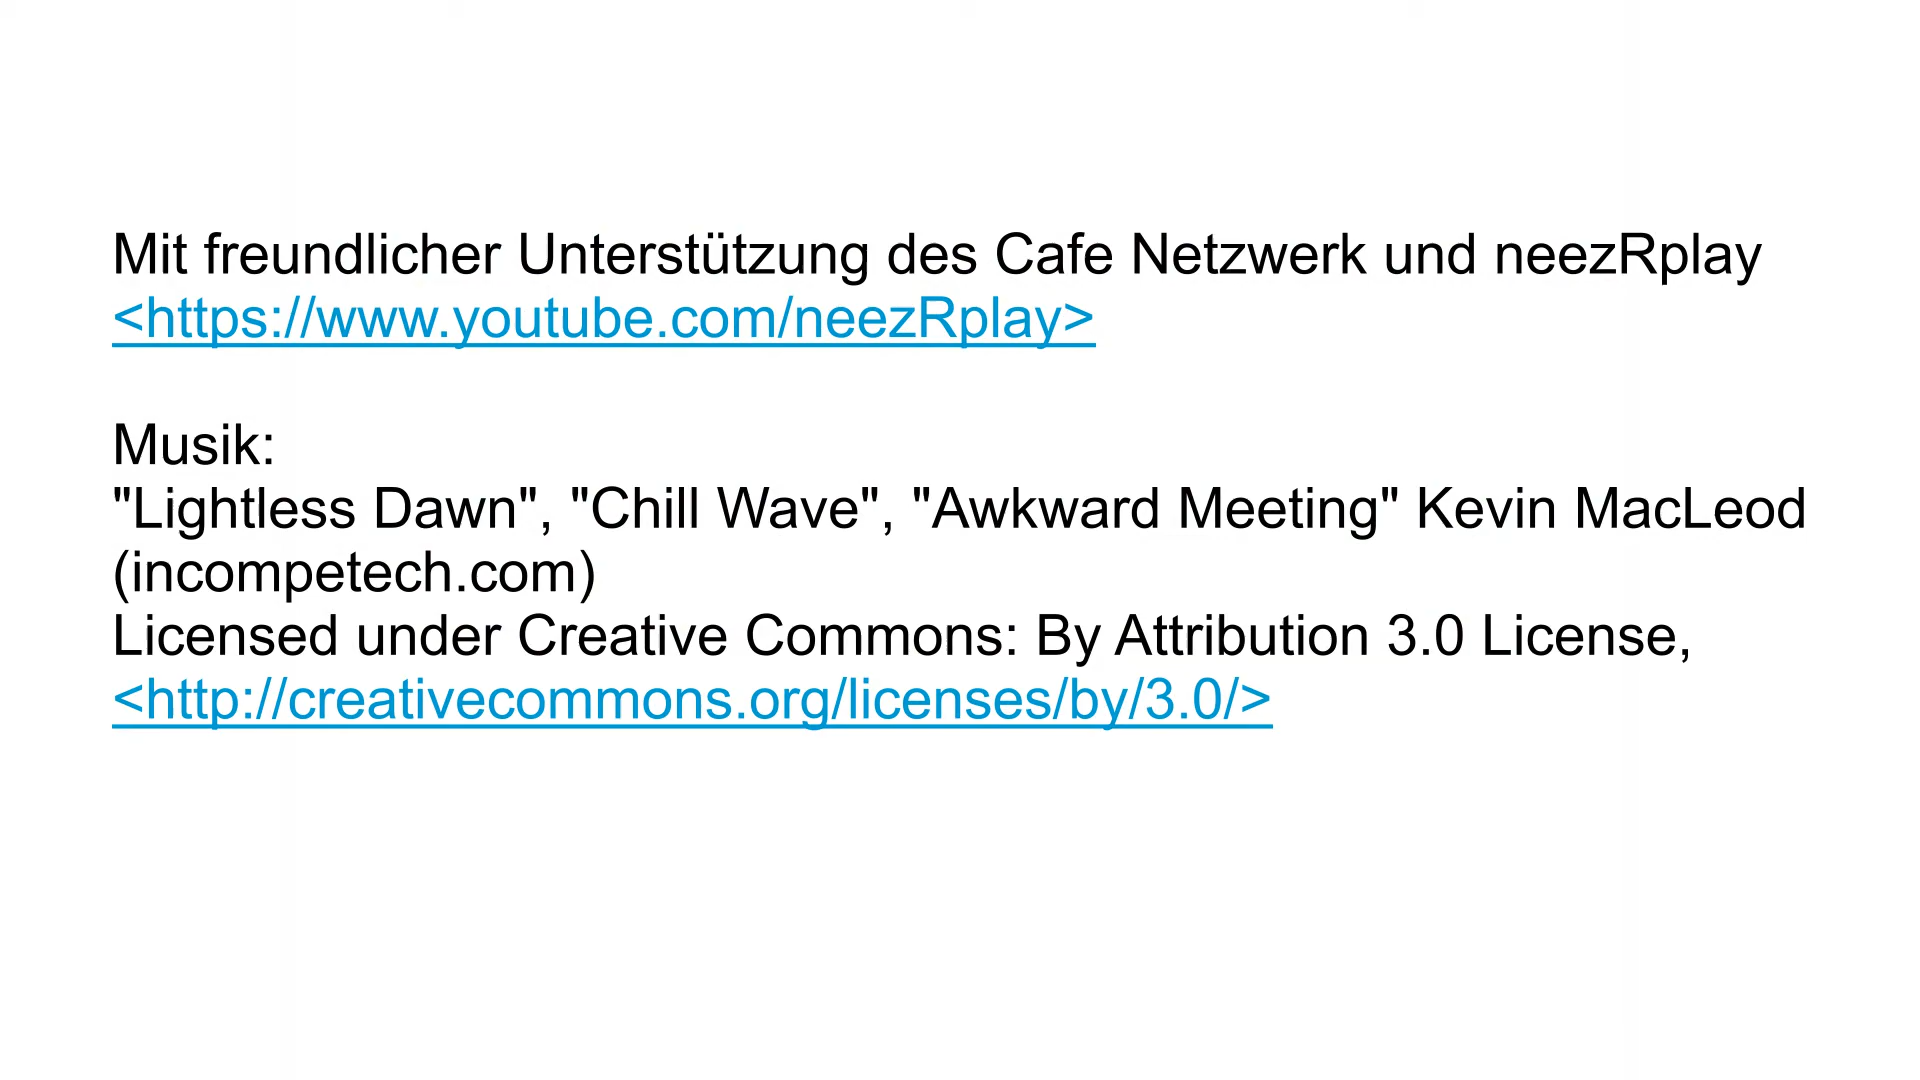 Mit freundlicher Unterstützung des Cafe Netzwerk und neezRplay
<https://www.youtube.com/neezRplay>
Musik:
"Lightless Dawn", "Chill Wave", "Awkward Meeting" Kevin MacLeod
(incompetech.com)
Licensed under Creative Commons: By Attribution 3.0 License,
<http://creativecommons.org/licenses/by/3.0/>